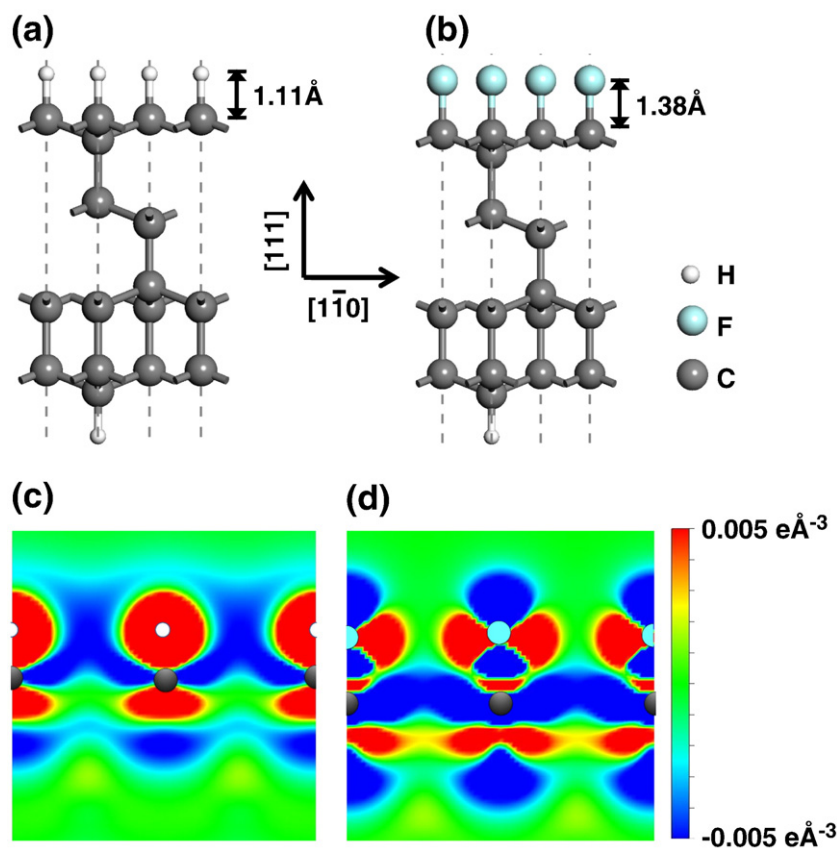 (a)
(b)
1.11Å
1.38Å
[111]
[11̄0]
H
F
C
(c)
(d)
0.005 eÅ⁻³
-0.005 eÅ⁻³